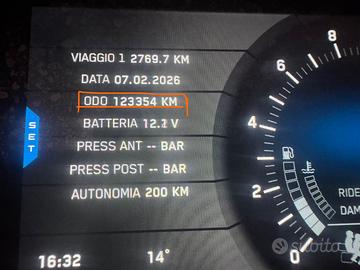 VIAGGIO 1 2769.7 KM
DATA 07.02.2026
ODO 123354 KM
BATTERIA 12.1 V
PRESS ANT -- BAR
PRESS POST -- BAR
AUTONOMIA 200 KM
SET
16:32
14°
8
6
4
2
0
RIDE
DAM
subito